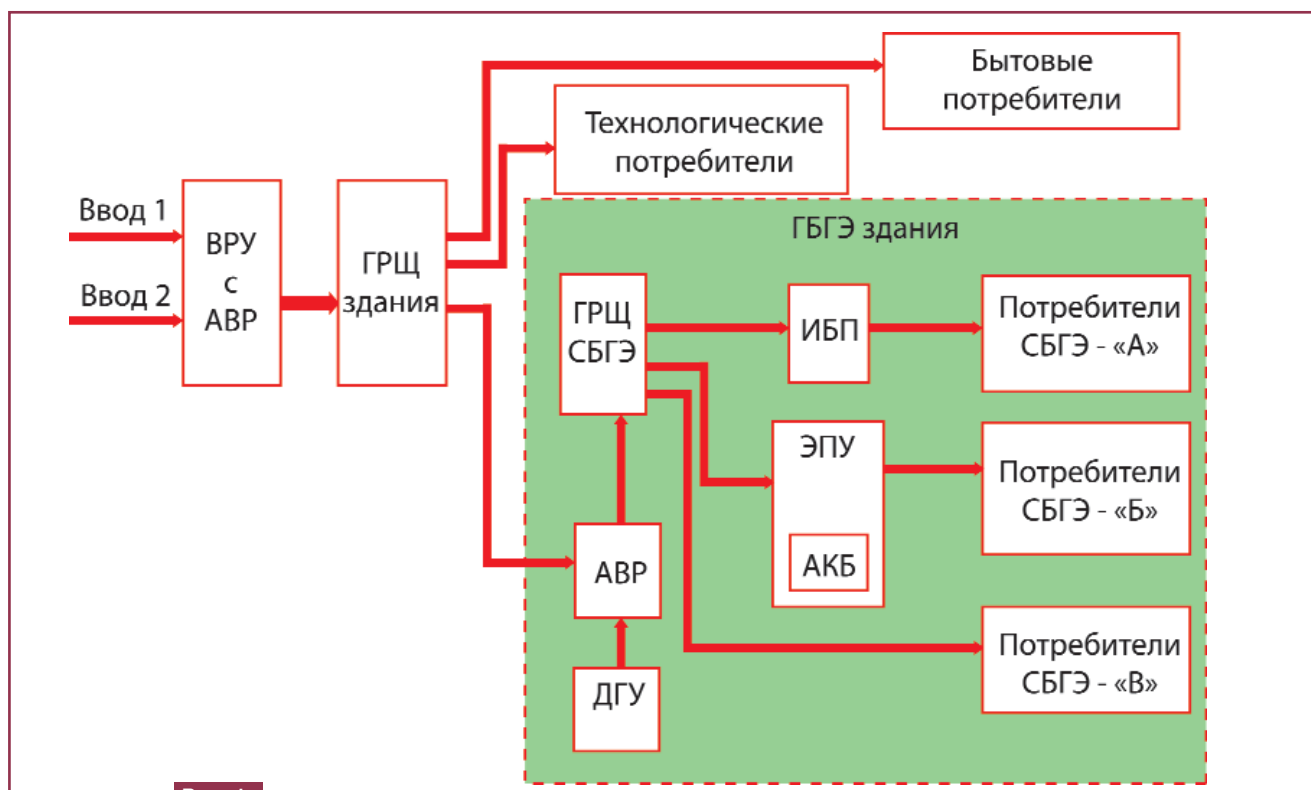 Бытовые
потребители
Технологические
потребители
Ввод 1
Ввод 2
ВРУ
с
АВР
ГРЩ
здания
ГБГЭ здания
ГРЩ
СБГЭ
ИБП
Потребители
СБГЭ - «А»
ЭПУ
АКБ
Потребители
СБГЭ - «Б»
АВР
ДГУ
Потребители
СБГЭ - «В»